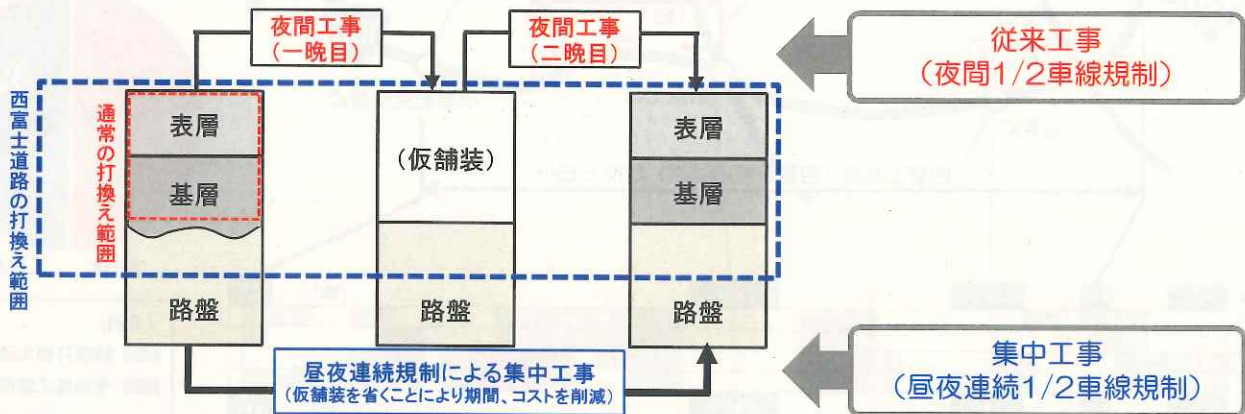 夜間工事
(一晩目)
夜間工事
(二晩目)
従来工事
(夜間1/2車線規制)
西富士道路の打換え範囲
通常の打換え範囲
表層
基層
路盤
(仮舗装)
路盤
表層
基層
路盤
昼夜連続規制による集中工事
(仮舗装を省くことにより期間、コストを削減)
集中工事
(昼夜連続1/2車線規制)